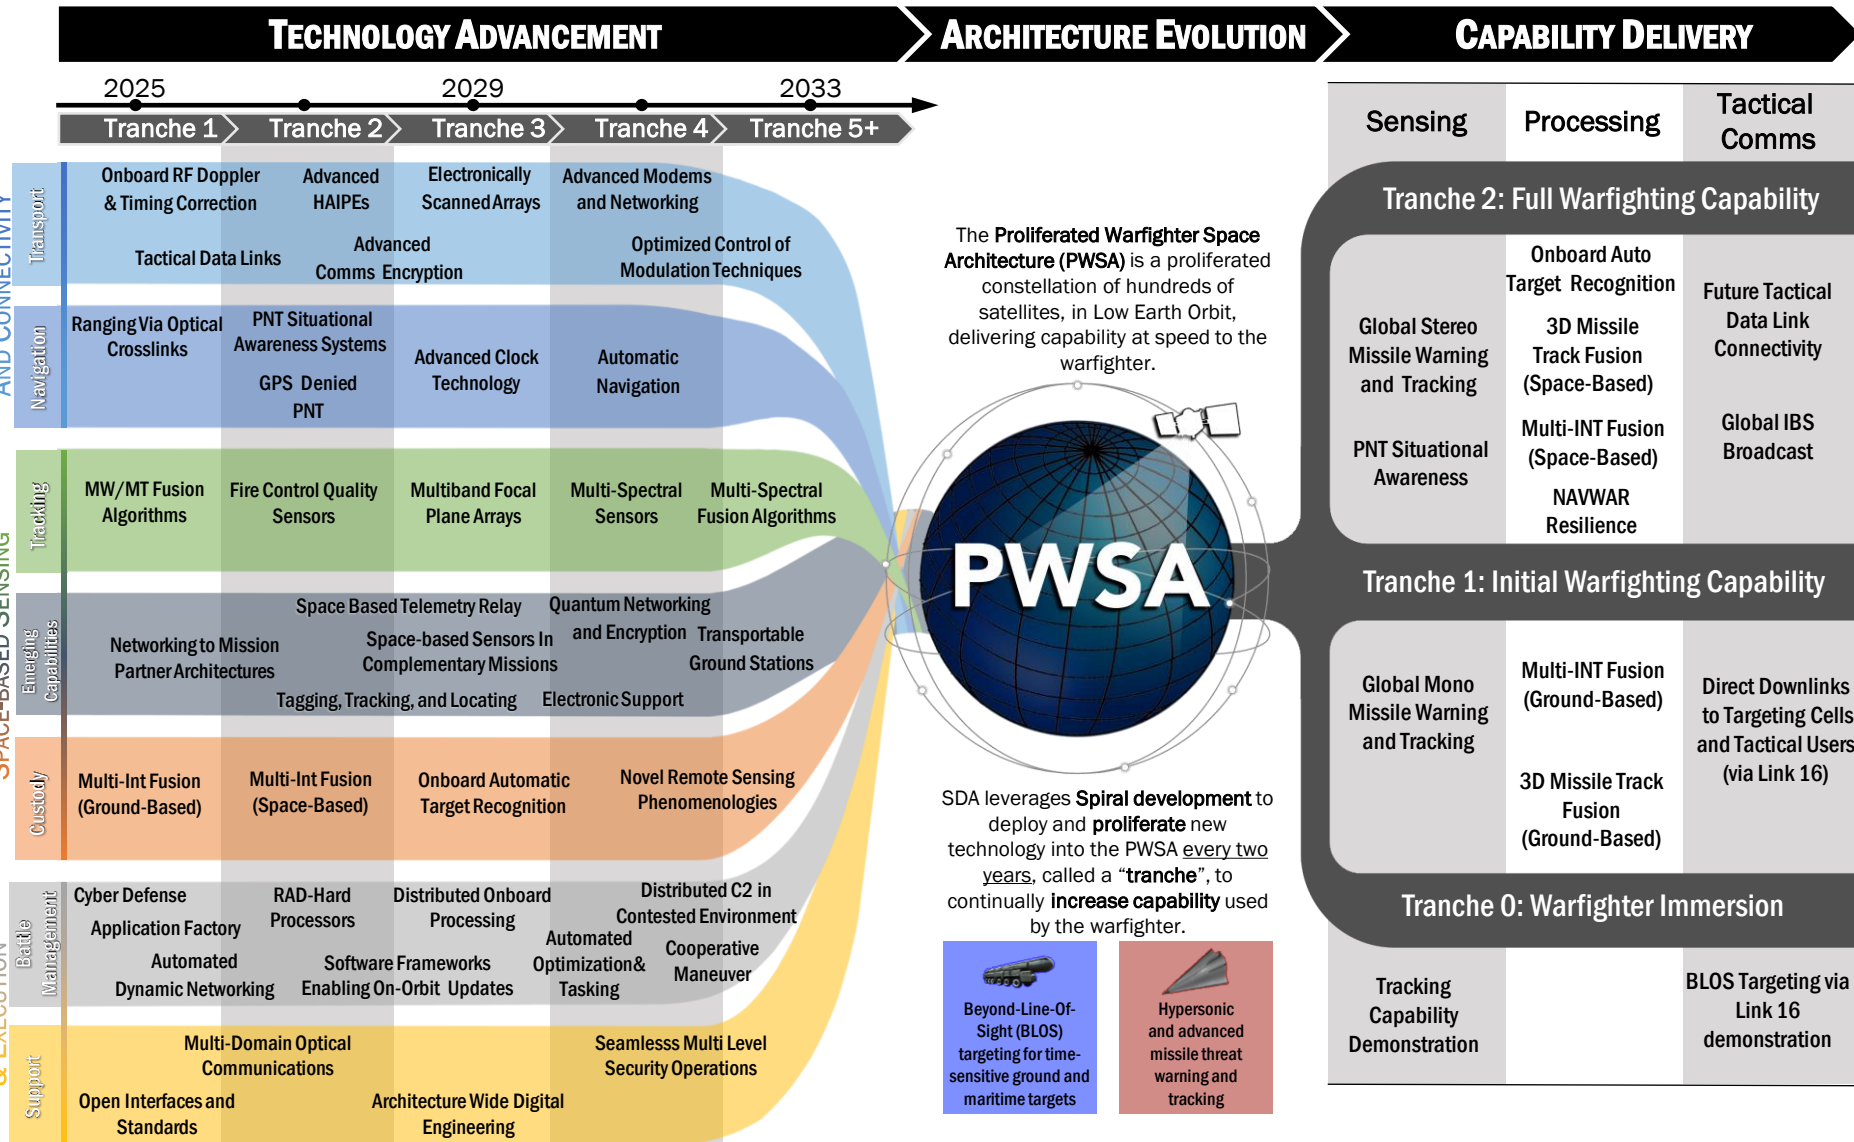 TECHNOLOGY ADVANCEMENT
ARCHITECTURE EVOLUTION
CAPABILITY DELIVERY
2025
2029
2033
Tranche 1
Tranche 2
Tranche 3
Tranche 4
Tranche 5+
AND CONNECTIVITY
Transport
Onboard RF Doppler
& Timing Correction
Advanced
HAIPEs
Electronically
Scanned Arrays
Advanced Modems
and Networking
Tactical Data Links
Advanced
Comms Encryption
Optimized Control of
Modulation Techniques
Navigation
Ranging Via Optical
Crosslinks
PNT Situational
Awareness Systems
GPS Denied
PNT
Advanced Clock
Technology
Automatic
Navigation
SPACE-BASED SENSING
Tracking
MW/MT Fusion
Algorithms
Fire Control Quality
Sensors
Multiband Focal
Plane Arrays
Multi-Spectral
Sensors
Multi-Spectral
Fusion Algorithms
Emerging
Capabilities
Networking to Mission
Partner Architectures
Space Based Telemetry Relay
Space-based Sensors In
Complementary Missions
Tagging, Tracking, and Locating
Quantum Networking
and Encryption
Transportable
Ground Stations
Electronic Support
Custody
Multi-Int Fusion
(Ground-Based)
Multi-Int Fusion
(Space-Based)
Onboard Automatic
Target Recognition
Novel Remote Sensing
Phenomenologies
& EXECUTION
Battle
Management
Cyber Defense
Application Factory
Automated
Dynamic Networking
RAD-Hard
Processors
Software Frameworks
Enabling On-Orbit Updates
Distributed Onboard
Processing
Automated
Optimization&
Tasking
Distributed C2 in
Contested Environment
Cooperative
Maneuver
Support
Multi-Domain Optical
Communications
Open Interfaces and
Standards
Architecture Wide Digital
Engineering
Seamlesss Multi Level
Security Operations
The Proliferated Warfighter Space
Architecture (PWSA) is a proliferated
constellation of hundreds of
satellites, in Low Earth Orbit,
delivering capability at speed to the
warfighter.
PWSA
SDA leverages Spiral development to
deploy and proliferate new
technology into the PWSA every two
years, called a “tranche”, to
continually increase capability used
by the warfighter.
Beyond-Line-Of-
Sight (BLOS)
targeting for time-
sensitive ground and
maritime targets
Hypersonic
and advanced
missile threat
warning and
tracking
Sensing
Processing
Tactical
Comms
Tranche 2: Full Warfighting Capability
Global Stereo
Missile Warning
and Tracking
PNT Situational
Awareness
Onboard Auto
Target Recognition
3D Missile
Track Fusion
(Space-Based)
Multi-INT Fusion
(Space-Based)
NAVWAR
Resilience
Future Tactical
Data Link
Connectivity
Global IBS
Broadcast
Tranche 1: Initial Warfighting Capability
Global Mono
Missile Warning
and Tracking
Multi-INT Fusion
(Ground-Based)
3D Missile Track
Fusion
(Ground-Based)
Direct Downlinks
to Targeting Cells
and Tactical Users
(via Link 16)
Tranche 0: Warfighter Immersion
Tracking
Capability
Demonstration
BLOS Targeting via
Link 16
demonstration